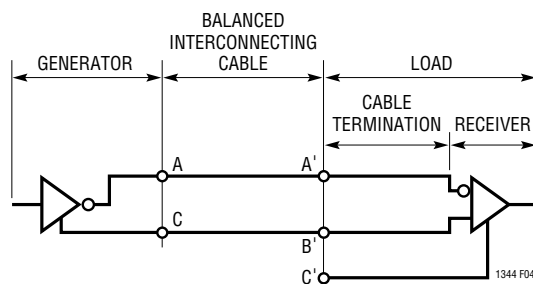 BALANCED
INTERCONNECTING
CABLE
GENERATOR
LOAD
CABLE
TERMINATION
RECEIVER
A
A'
C
B'
C'
1344 F04